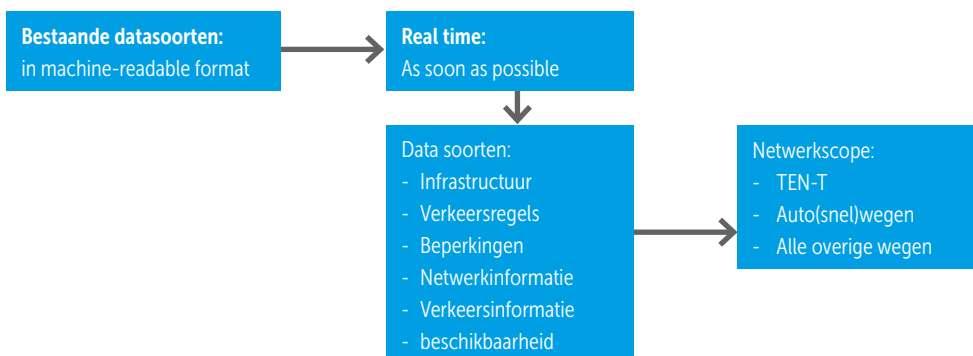 Bestaande datasoorten:
in machine-readable format
Real time:
As soon as possible
Data soorten:
- Infrastructuur
- Verkeersregels
- Beperkingen
- Netwerkinformatie
- Verkeersinformatie
- beschikbaarheid
Netwerkscope:
- TEN-T
- Auto(snel)wegen
- Alle overige wegen